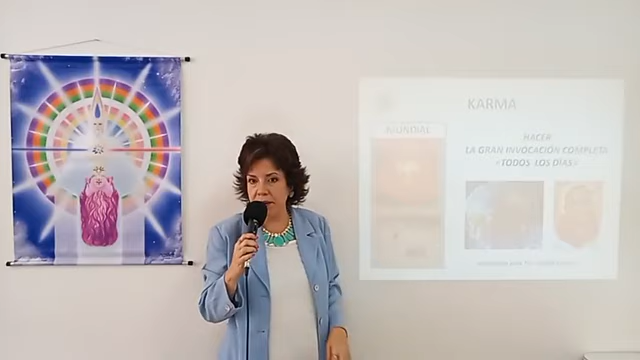 KARMA
MUNDIAL
HACER
LA GRAN INVOCACIÓN COMPLETA
«TODOS LOS DÍAS»